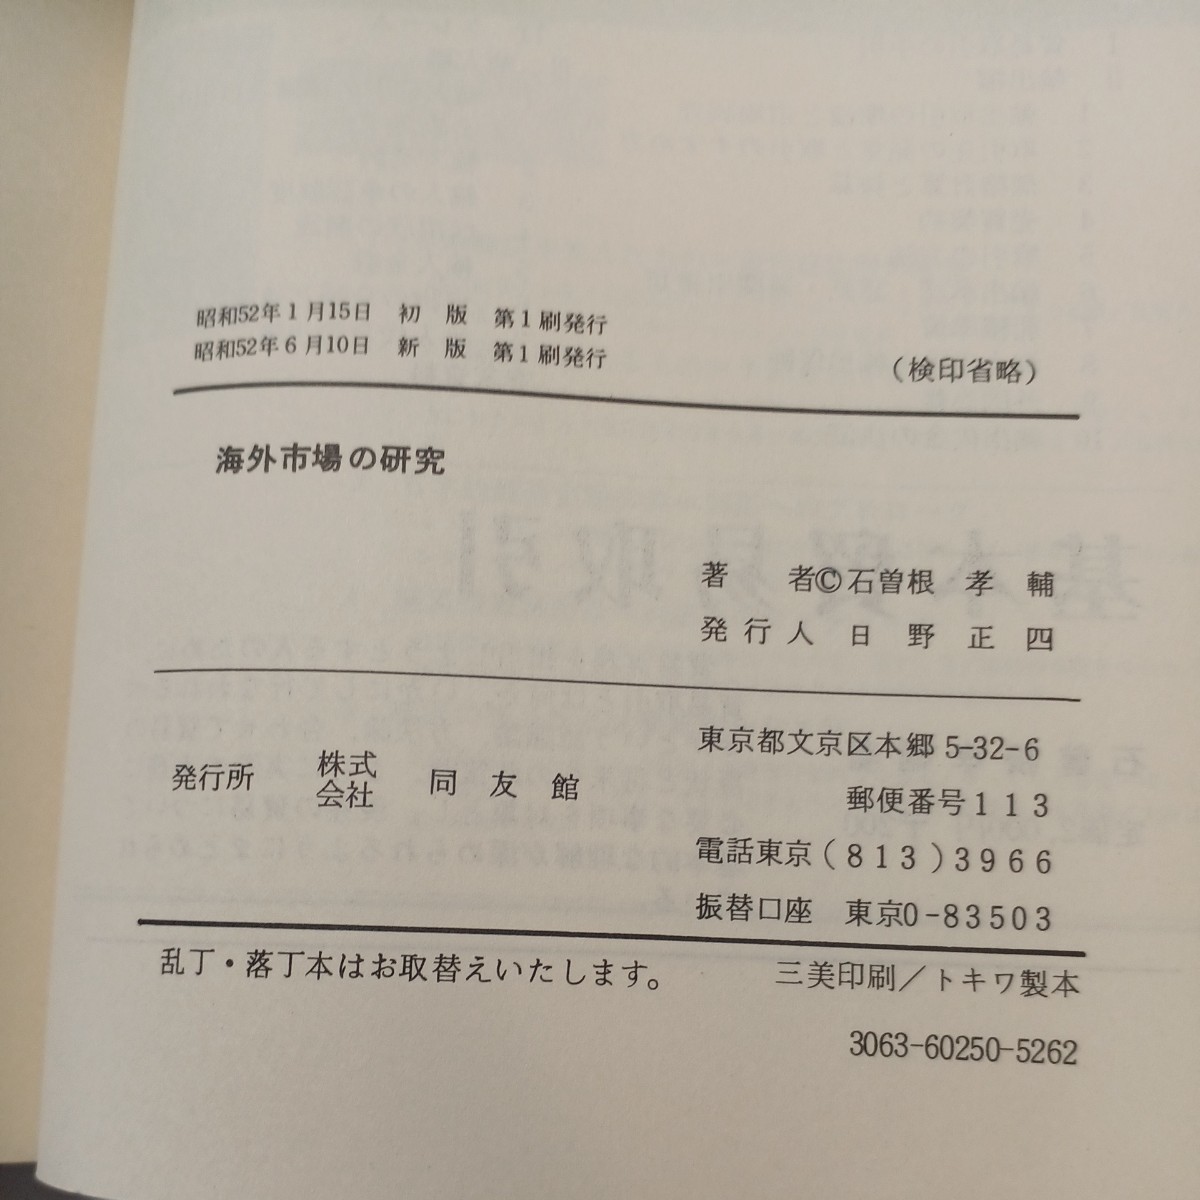 昭和52年1月15日 初版 第1刷発行
昭和52年6月10日 新版 第1刷発行
(検印省略)
海外市場の研究
著者©石曽根孝輔
発行人 日野正四
発行所 株式会社 同友館
東京都文京区本郷5-32-6
郵便番号113
電話東京(813)3966
振替口座 東京0-83503
乱丁・落丁本はお取替えいたします。
三美印刷/トキワ製本
3063-60250-5262
基本貿易取引